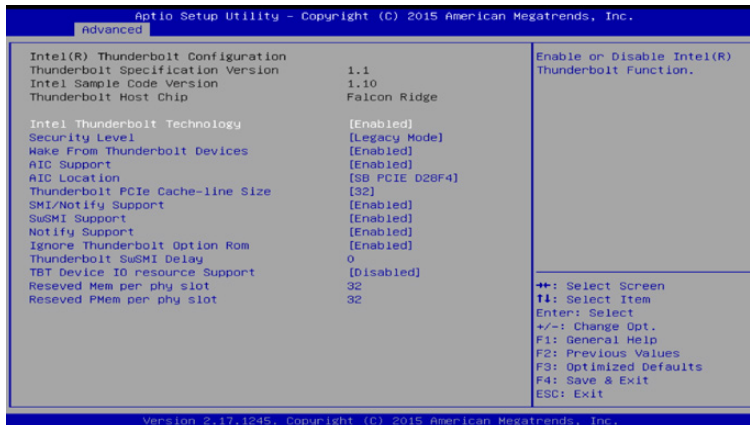 Aptio Setup Utility - Copyright (C) 2015 American Megatrends, Inc.
Advanced
Intel(R) Thunderbolt Configuration
Thunderbolt Specification Version 1.1
Intel Sample Code Version 1.10
Thunderbolt Host Chip Falcon Ridge
Intel Thunderbolt Technology [Enabled]
Security Level [Legacy Mode]
Wake From Thunderbolt Devices [Enabled]
AIC Support [Enabled]
AIC Location [SB PCIE D28F4]
Thunderbolt PCIe Cache-line Size [32]
SMI/Notify Support [Enabled]
SwSMI Support [Enabled]
Notify Support [Enabled]
Ignore Thunderbolt Option Rom [Enabled]
Thunderbolt SwSMI Delay 0
TBT Device IO resource Support [Disabled]
Reseved Mem per phy slot 32
Reseved PMem per phy slot 32
Enable or Disable Intel(R)
Thunderbolt Function.
→←: Select Screen
↑↓: Select Item
Enter: Select
+/-: Change Opt.
F1: General Help
F2: Previous Values
F3: Optimized Defaults
F4: Save & Exit
ESC: Exit
Version 2.17.1245. Copyright (C) 2015 American Megatrends, Inc.